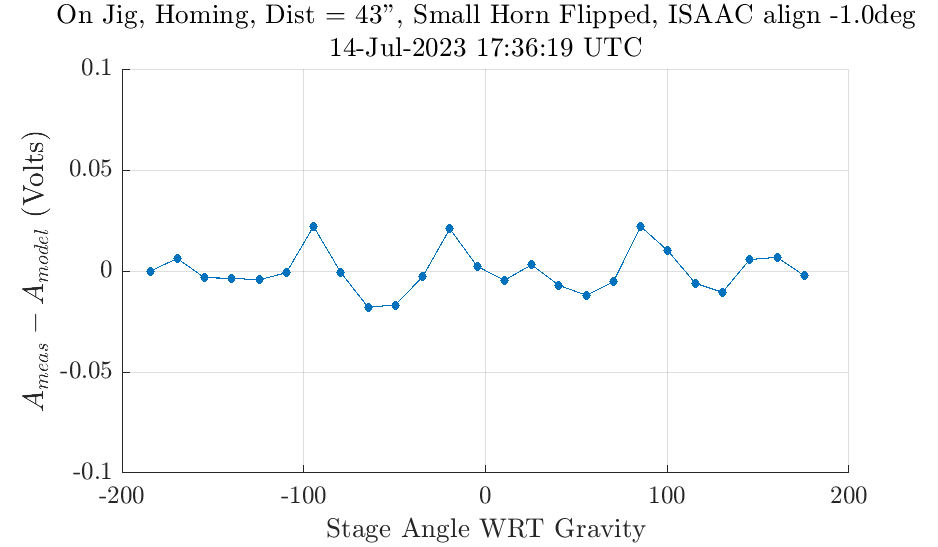 On Jig, Homing, Dist = 43”, Small Horn Flipped, ISAAC align -1.0deg
14-Jul-2023 17:36:19 UTC
0.1
0.05
0
-0.05
-0.1
A_meas − A_model (Volts)
-200 -100 0 100 200
Stage Angle WRT Gravity